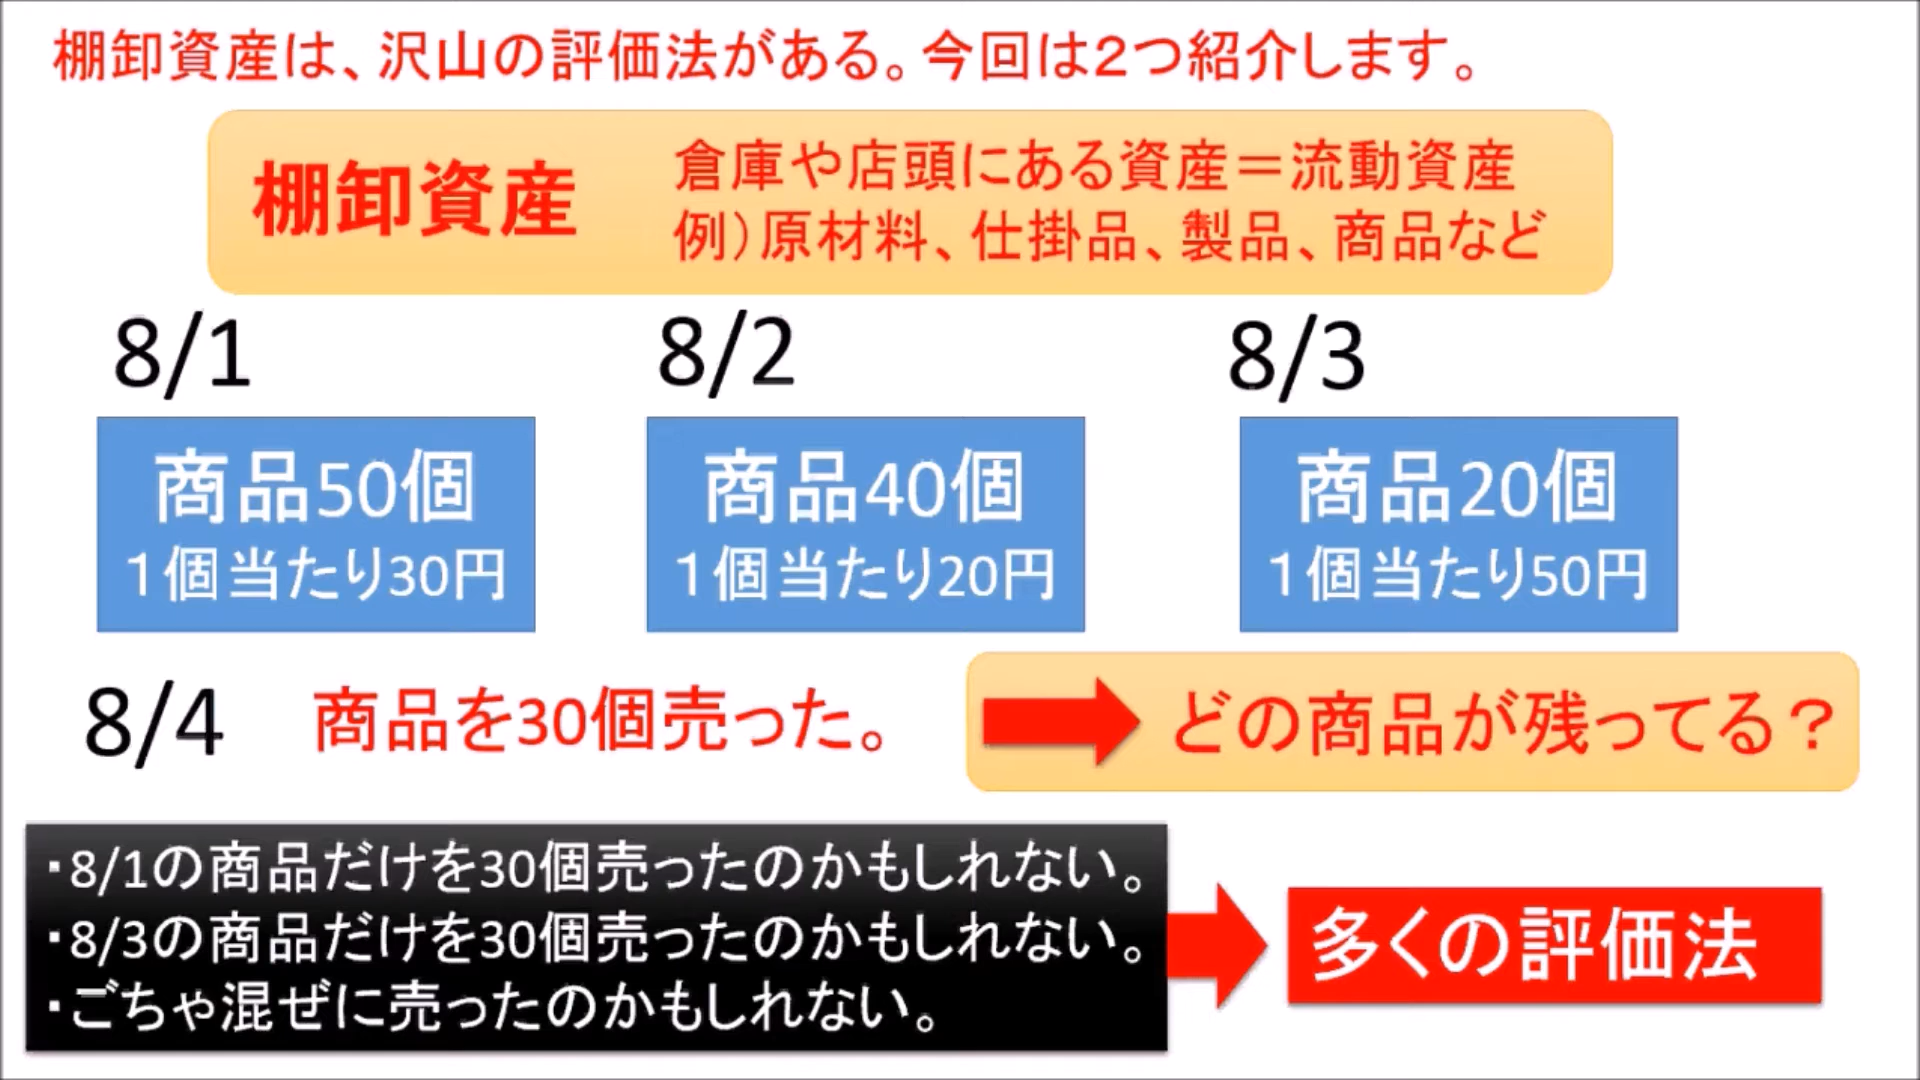 棚卸資産は、沢山の評価法がある。今回は２つ紹介します。
棚卸資産
倉庫や店頭にある資産＝流動資産
例）原材料、仕掛品、製品、商品など
8/1
8/2
8/3
商品50個
１個当たり30円
商品40個
１個当たり20円
商品20個
１個当たり50円
8/4
商品を30個売った。
どの商品が残ってる？
・8/1の商品だけを30個売ったのかもしれない。
・8/3の商品だけを30個売ったのかもしれない。
・ごちゃ混ぜに売ったのかもしれない。
多くの評価法